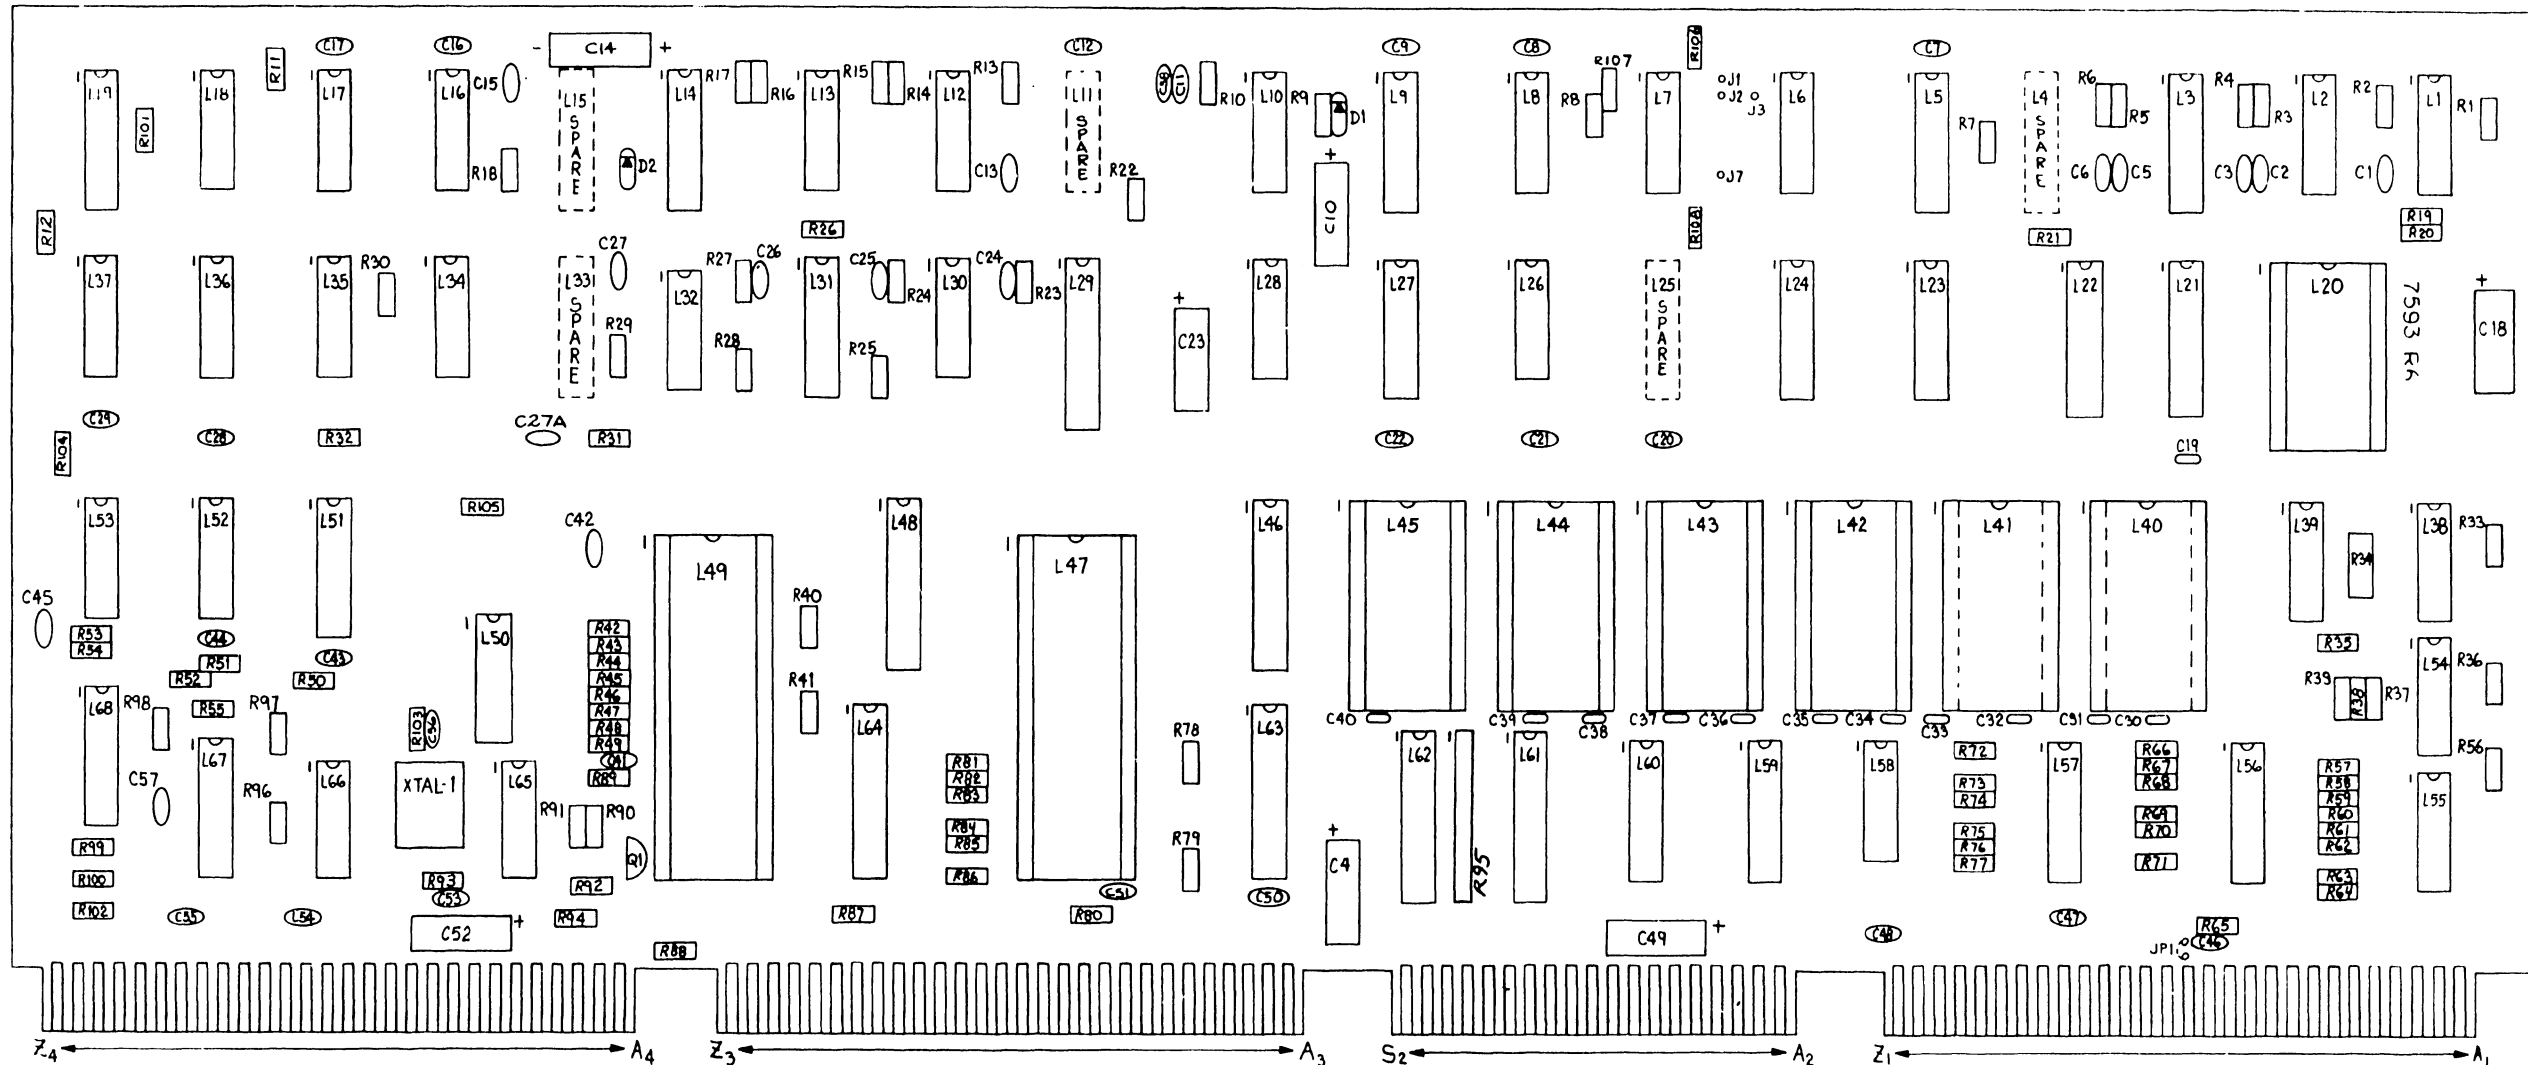 C17 C16 - C14 + C12 C9 C8 R106 C7
R11 C15 R17 R15 R13 C58 C11 R107 J1 R6 R4 R2
L19 L18 L17 L16 L15 SPARE L14 R16 L13 R14 L12 L11 SPARE R10 L10 R9 D1 L9 L8 R8 L7 J2 J3 L6 L5 L4 SPARE R5 L3 R3 L2 L1 R1
R101 R7
R18 D2 C13 R22 + J7 C6 C5 C3 C2 C1
R12 R26 C10 R108 R21 R19
R20
C27 R27 C26 C25 C24
L37 L36 L35 R30 L34 L33 SPARE L32 L31 R24 L30 R23 L29 L28 L27 L26 L25 SPARE L24 L23 L22 L21 L20 7593 +
R29 R28 R25 + C23 C18
C29 C27A
R104 C28 R32 R31 C22 C21 C20 C19
L53 L52 L51 R105 C42 L49 L48 L47 L46 L45 L44 L43 L42 L41 L40 L39 R34 L38 R33
C45 R40
R53 C44 L50 R42 R35
R54 R51 C43 R43
R52 R50 R44 L54 R36
R45 R41
L68 R98 R55 R97 R46 R39 R38 R37
R47
R103 C56 R48 L64 L63 C40 C39 C38 C37 C36 C35 C34 C33 C32 C31 C30
R49 R78
L67 L66 L65 C41 R81 L62 L61 L60 L59 L58 R72 L57 R66 L56 R57 R56
XTAL-1 R89 R82 R73 R67 R58 L55
C57 R96 R83 R74 R68 R59
R91 R90 R84 R69 R60
R99 Q1 R85 R79 + C4 R95 R75 R70 R61
R76 R62
R77 R71
R100 R93 R92 R86 R63
C53 C51 C50 R64
R102 C55 L54 C52 + R94 R87 R80 C49 + C48 C47 R65
R88 JP1 C46
Z4 A4 Z3 A3 S2 A2 Z1 A1